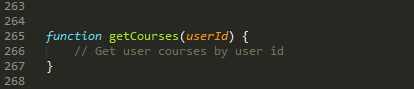 263
264
265 function getCourses(userId) {
266 // Get user courses by user id
267 }
268